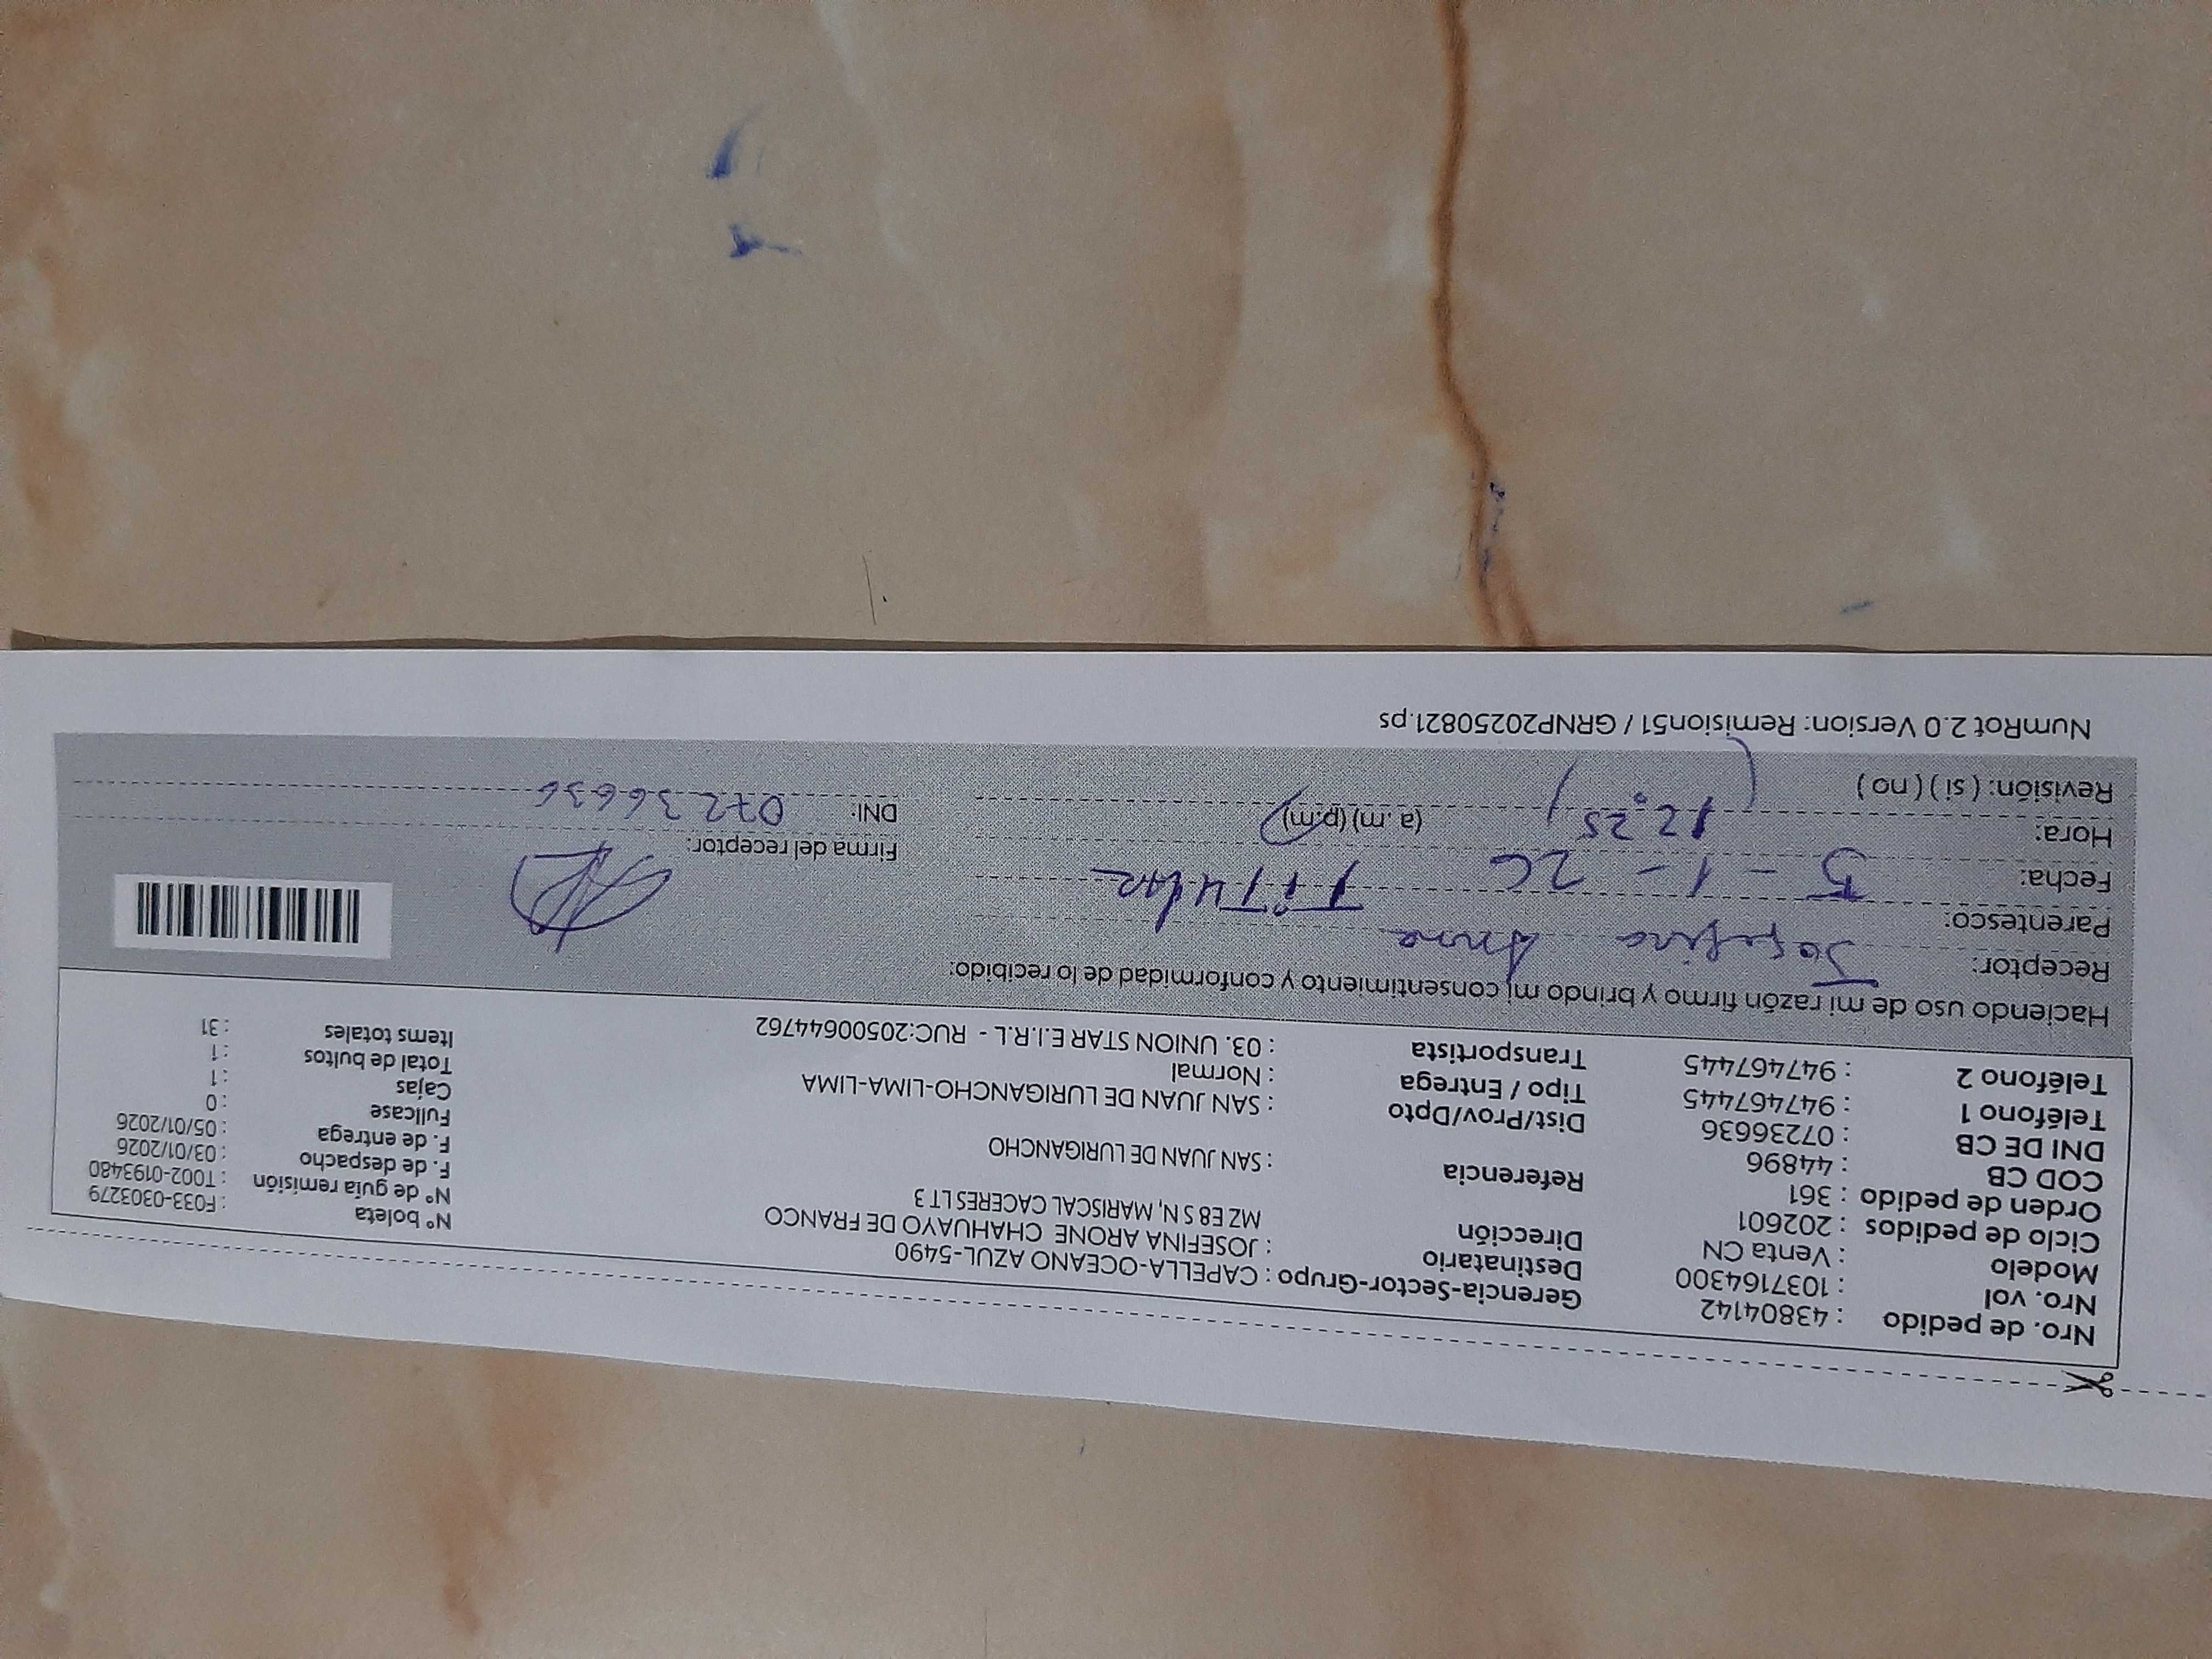 Nro. de pedido : 43804142
Nro. vol : 1037164300
Modelo : Venta CN
Ciclo de pedidos : 202601
Orden de pedido : 361
COD CB : 44896
DNI DE CB : 07236636
Teléfono 1 : 947467445
Teléfono 2 : 947467445
Gerencia-Sector-Grupo : CAPELLA-OCEANO AZUL-5490
Destinatario : JOSEFINA ARONE CHAHUAYO DE FRANCO
Dirección MZ E8 S N, MARISCAL CACERES LT 3
Referencia : SAN JUAN DE LURIGANCHO
Dist/Prov/Dpto : SAN JUAN DE LURIGANCHO-LIMA-LIMA
Tipo / Entrega : Normal
Transportista : 03. UNION STAR E.I.R.L - RUC:20500644762
N° boleta : F033-0303279
N° de guía remisión : T002-0193480
F. de despacho : 03/01/2026
F. de entrega : 05/01/2026
Fullcase : 0
Cajas : 1
Total de bultos : 1
Items totales : 31
Haciendo uso de mi razón firmo y brindo mi consentimiento y conformidad de lo recibido:
Receptor: Josefina
Parentesco: Titular
Fecha: 5 - 1 - 26
Hora: 12:25 (a.m) (p.m)
Revisión: ( si ) ( no )
Firma del receptor:
DNI: 07236636
NumRot 2.0 Version: Remision51 / GRNP20250821.ps